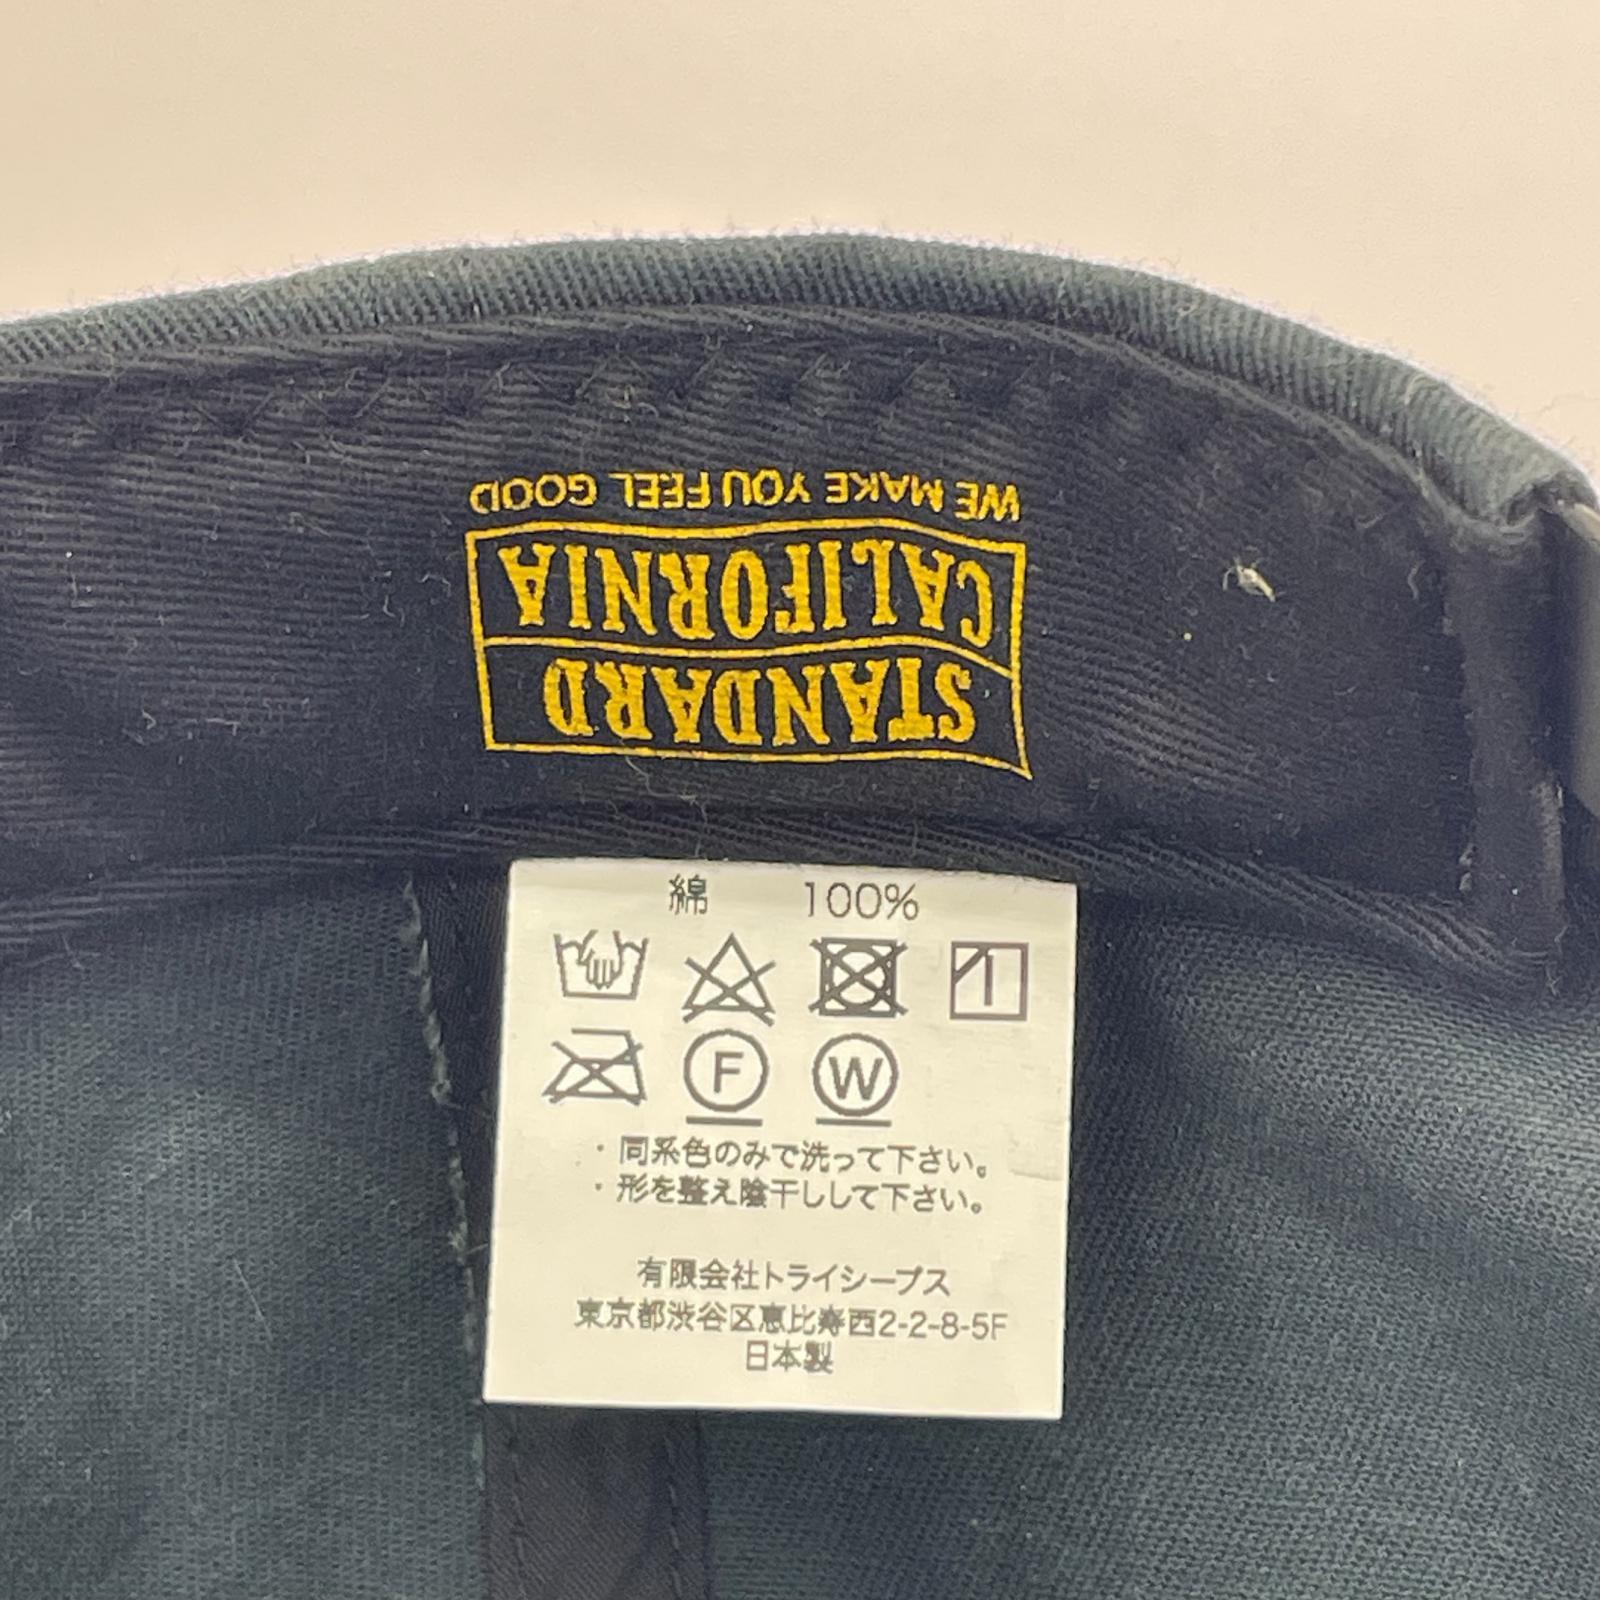 WE MAKE YOU FEEL GOOD
STANDARD
CALIFORNIA
綿 100%
F W
・同系色のみで洗って下さい。
・形を整え陰干しして下さい。
有限会社トライシープス
東京都渋谷区恵比寿西2-2-8-5F
日本製